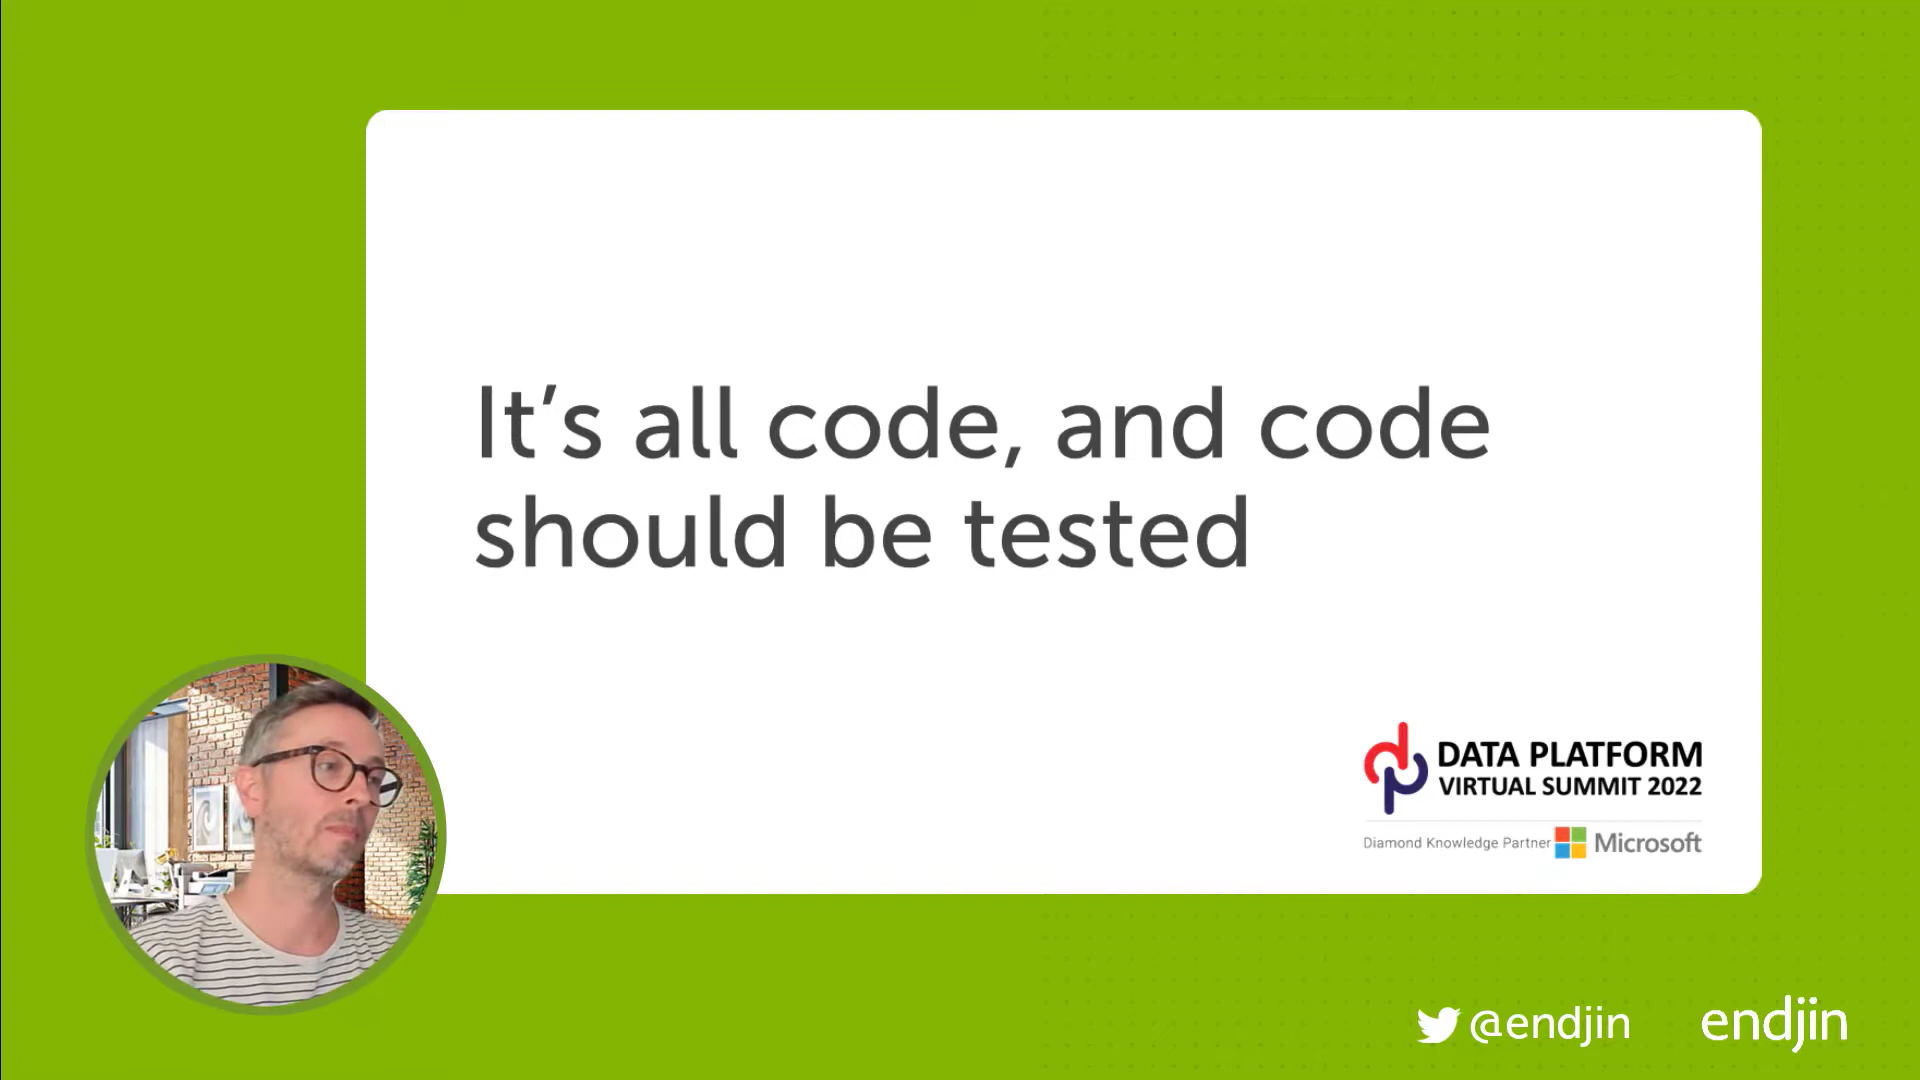 It’s all code, and code
should be tested
DATA PLATFORM
VIRTUAL SUMMIT 2022
Diamond Knowledge Partner Microsoft
@endjin endjin